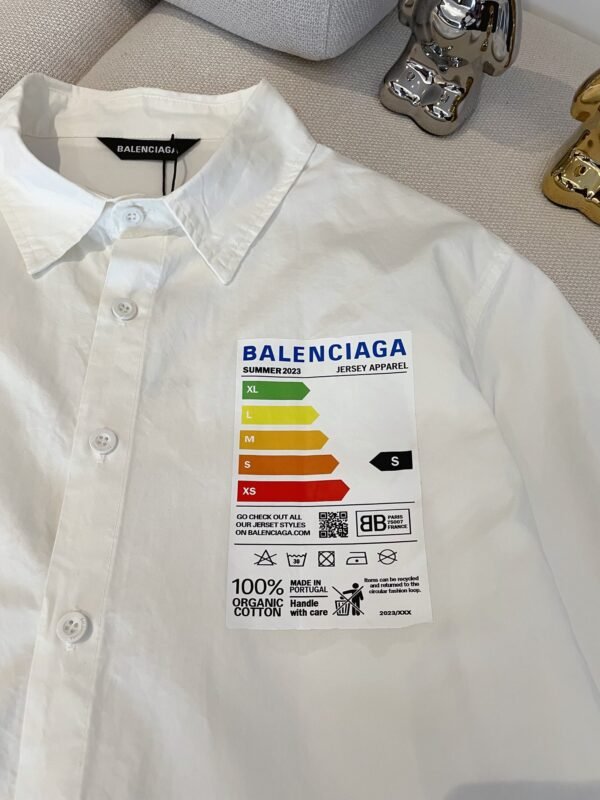 BALENCIAGA
BALENCIAGA
SUMMER 2023 JERSEY APPAREL
XL
L
M
S
S
XS
GO CHECK OUT ALL
OUR JERSET STYLES
ON BALENCIAGA.COM
BB
PARIS
75007
FRANCE
30
100%
ORGANIC
COTTON
MADE IN
PORTUGAL
Handle
with care
Items can be recycled
and returned to the
circular fashion loop.
2023/XXX